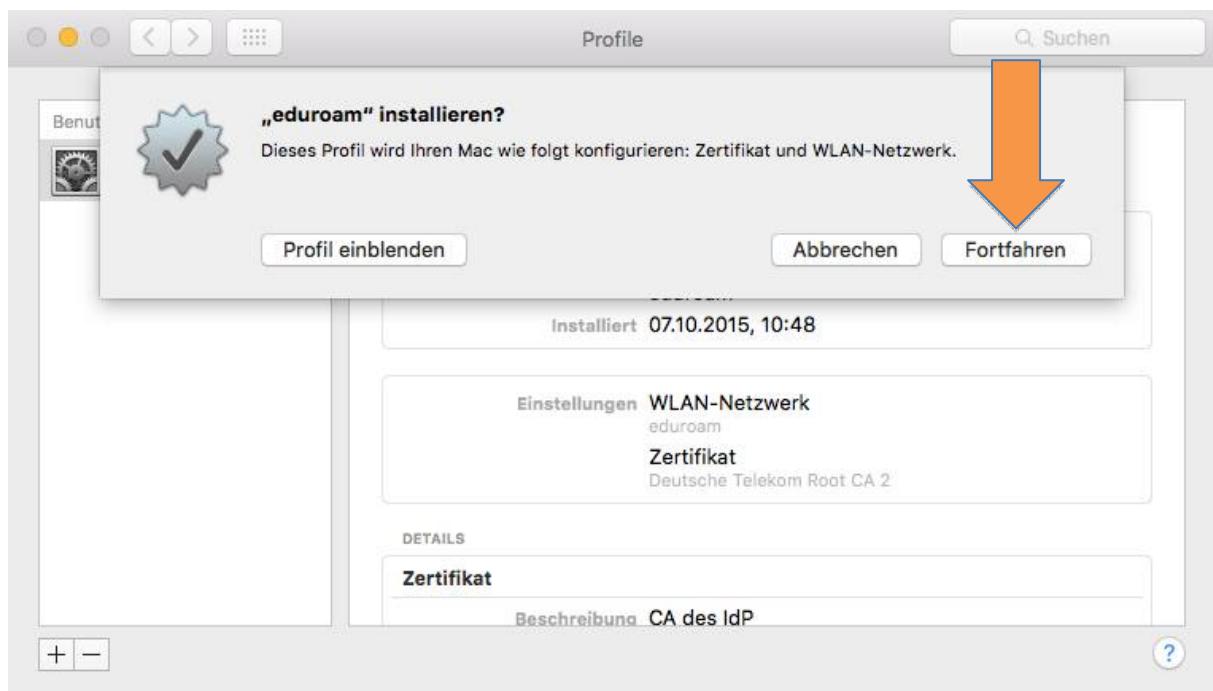 Profile
Suchen
Benut
„eduroam“ installieren?
Dieses Profil wird Ihren Mac wie folgt konfigurieren: Zertifikat und WLAN-Netzwerk.
Profil einblenden
Abbrechen
Fortfahren
Installiert 07.10.2015, 10:48
Einstellungen WLAN-Netzwerk
eduroam
Zertifikat
Deutsche Telekom Root CA 2
DETAILS
Zertifikat
Beschreibung CA des IdP